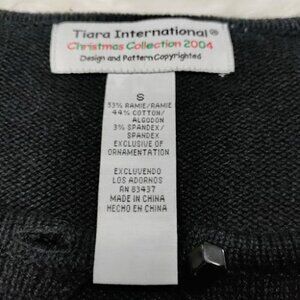 Tiara International®
Christmas Collection 2004
Design and Pattern Copyrighted
S
53% RAMIE/RAMIE
44% COTTON/
ALGODON
3% SPANDEX/
SPANDEX
EXCLUSIVE OF
ORNAMENTATION
EXCLUYENDO
LOS ADORNOS
RN 83437
MADE IN CHINA
HECHO EN CHINA